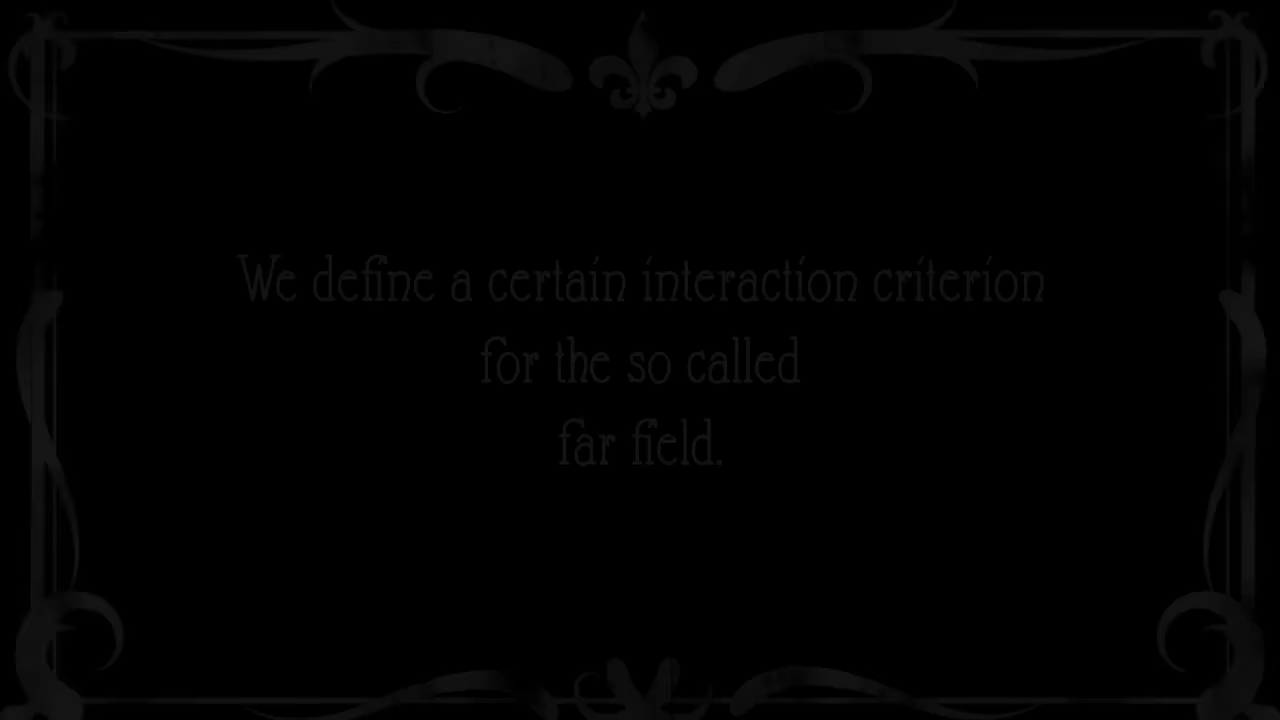 We define a certain interaction criterion
for the so called
far field.